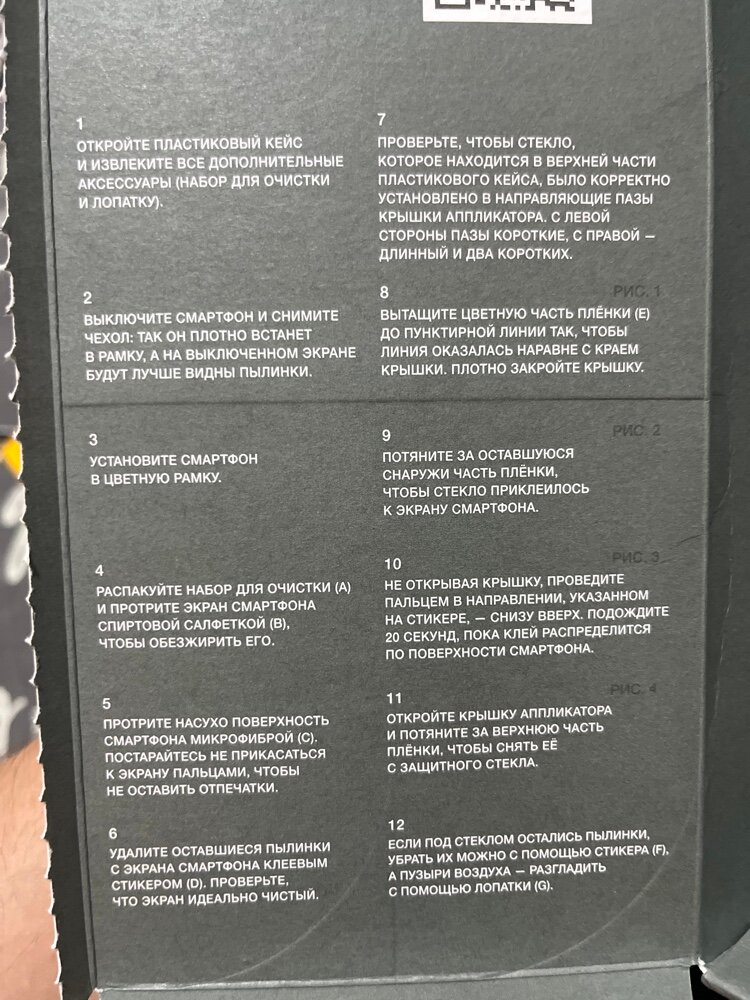 1
ОТКРОЙТЕ ПЛАСТИКОВЫЙ КЕЙС
И ИЗВЛЕКИТЕ ВСЕ ДОПОЛНИТЕЛЬНЫЕ
АКСЕССУАРЫ (НАБОР ДЛЯ ОЧИСТКИ
И ЛОПАТКУ).
2
ВЫКЛЮЧИТЕ СМАРТФОН И СНИМИТЕ
ЧЕХОЛ: ТАК ОН ПЛОТНО ВСТАНЕТ
В РАМКУ, А НА ВЫКЛЮЧЕННОМ ЭКРАНЕ
БУДУТ ЛУЧШЕ ВИДНЫ ПЫЛИНКИ.
3
УСТАНОВИТЕ СМАРТФОН
В ЦВЕТНУЮ РАМКУ.
4
РАСПАКУЙТЕ НАБОР ДЛЯ ОЧИСТКИ (A)
И ПРОТРИТЕ ЭКРАН СМАРТФОНА
СПИРТОВОЙ САЛФЕТКОЙ (B),
ЧТОБЫ ОБЕЗЖИРИТЬ ЕГО.
5
ПРОТРИТЕ НАСУХО ПОВЕРХНОСТЬ
СМАРТФОНА МИКРОФИБРОЙ (C).
ПОСТАРАЙТЕСЬ НЕ ПРИКАСАТЬСЯ
К ЭКРАНУ ПАЛЬЦАМИ, ЧТОБЫ
НЕ ОСТАВИТЬ ОТПЕЧАТКИ.
6
УДАЛИТЕ ОСТАВШИЕСЯ ПЫЛИНКИ
С ЭКРАНА СМАРТФОНА КЛЕЕВЫМ
СТИКЕРОМ (D). ПРОВЕРЬТЕ,
ЧТО ЭКРАН ИДЕАЛЬНО ЧИСТЫЙ.
7
ПРОВЕРЬТЕ, ЧТОБЫ СТЕКЛО,
КОТОРОЕ НАХОДИТСЯ В ВЕРХНЕЙ ЧАСТИ
ПЛАСТИКОВОГО КЕЙСА, БЫЛО КОРРЕКТНО
УСТАНОВЛЕНО В НАПРАВЛЯЮЩИЕ ПАЗЫ
КРЫШКИ АППЛИКАТОРА. С ЛЕВОЙ
СТОРОНЫ ПАЗЫ КОРОТКИЕ, С ПРАВОЙ —
ДЛИННЫЙ И ДВА КОРОТКИХ.
8
РИС. 1
ВЫТАЩИТЕ ЦВЕТНУЮ ЧАСТЬ ПЛЁНКИ (E)
ДО ПУНКТИРНОЙ ЛИНИИ ТАК, ЧТОБЫ
ЛИНИЯ ОКАЗАЛАСЬ НАРАВНЕ С КРАЕМ
КРЫШКИ. ПЛОТНО ЗАКРОЙТЕ КРЫШКУ.
9
РИС. 2
ПОТЯНИТЕ ЗА ОСТАВШУЮСЯ
СНАРУЖИ ЧАСТЬ ПЛЁНКИ,
ЧТОБЫ СТЕКЛО ПРИКЛЕИЛОСЬ
К ЭКРАНУ СМАРТФОНА.
10
РИС. 3
НЕ ОТКРЫВАЯ КРЫШКУ, ПРОВЕДИТЕ
ПАЛЬЦЕМ В НАПРАВЛЕНИИ, УКАЗАННОМ
НА СТИКЕРЕ, — СНИЗУ ВВЕРХ. ПОДОЖДИТЕ
20 СЕКУНД, ПОКА КЛЕЙ РАСПРЕДЕЛИТСЯ
ПО ПОВЕРХНОСТИ СМАРТФОНА.
11
РИС. 4
ОТКРОЙТЕ КРЫШКУ АППЛИКАТОРА
И ПОТЯНИТЕ ЗА ВЕРХНЮЮ ЧАСТЬ
ПЛЁНКИ, ЧТОБЫ СНЯТЬ ЕЁ
С ЗАЩИТНОГО СТЕКЛА.
12
ЕСЛИ ПОД СТЕКЛОМ ОСТАЛИСЬ ПЫЛИНКИ,
УБРАТЬ ИХ МОЖНО С ПОМОЩЬЮ СТИКЕРА (F),
А ПУЗЫРИ ВОЗДУХА — РАЗГЛАДИТЬ
С ПОМОЩЬЮ ЛОПАТКИ (G).